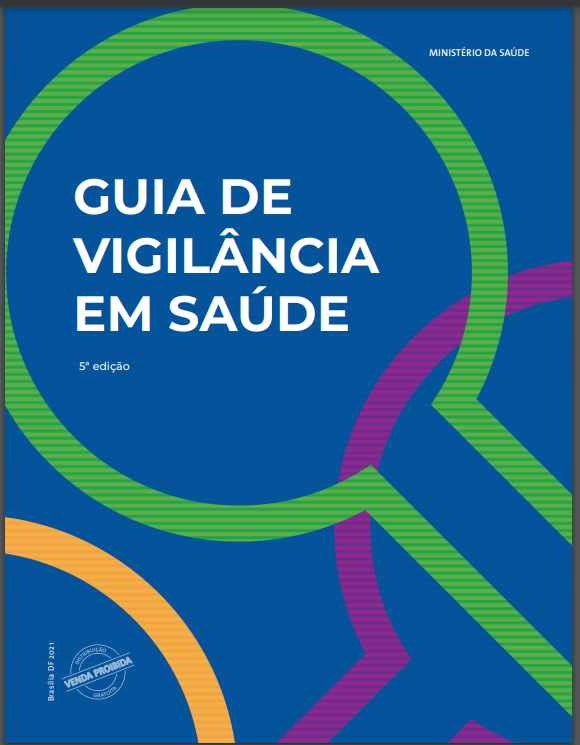 MINISTÉRIO DA SAÚDE
GUIA DE
VIGILÂNCIA
EM SAÚDE
5ª edição
Brasília DF 2021
DISTRIBUIÇÃO
VENDA PROIBIDA
GRATUITA